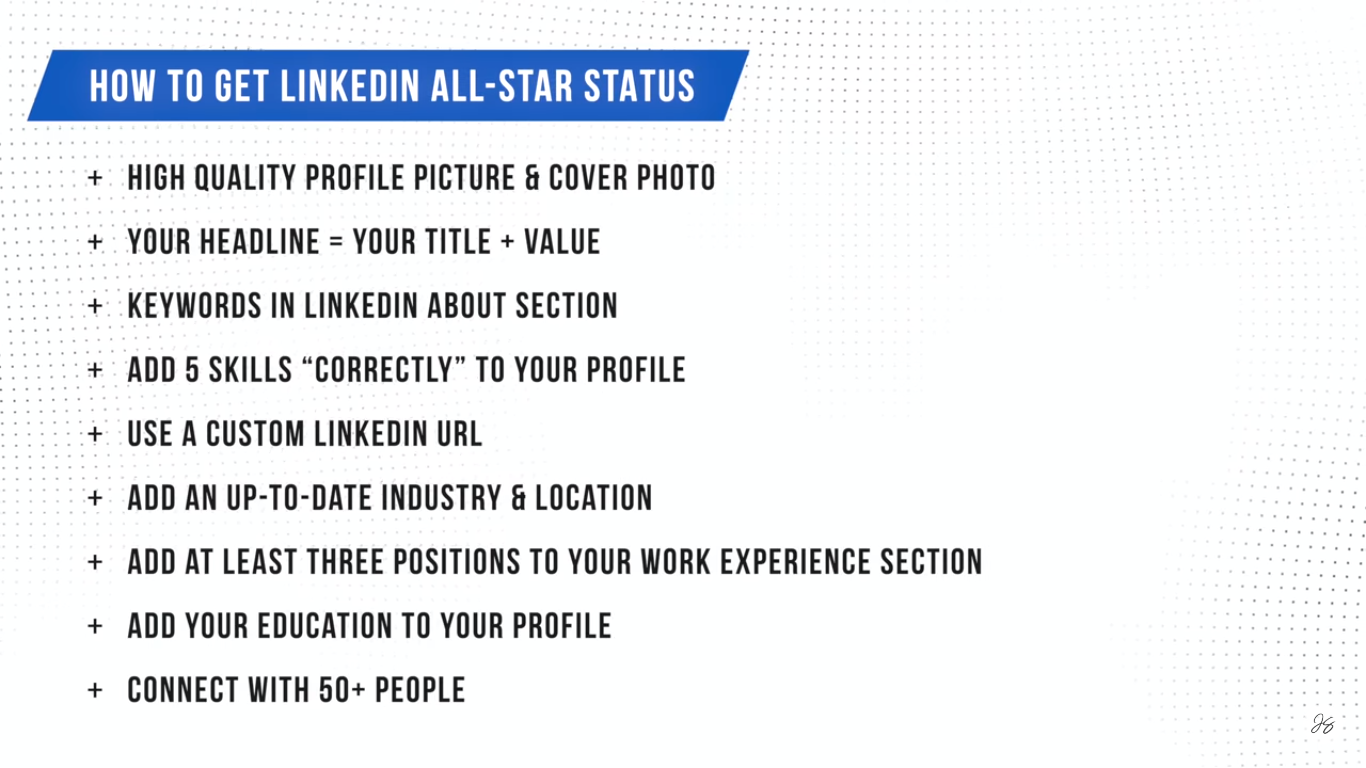 HOW TO GET LINKEDIN ALL-STAR STATUS
+ HIGH QUALITY PROFILE PICTURE & COVER PHOTO
+ YOUR HEADLINE = YOUR TITLE + VALUE
+ KEYWORDS IN LINKEDIN ABOUT SECTION
+ ADD 5 SKILLS “CORRECTLY” TO YOUR PROFILE
+ USE A CUSTOM LINKEDIN URL
+ ADD AN UP-TO-DATE INDUSTRY & LOCATION
+ ADD AT LEAST THREE POSITIONS TO YOUR WORK EXPERIENCE SECTION
+ ADD YOUR EDUCATION TO YOUR PROFILE
+ CONNECT WITH 50+ PEOPLE